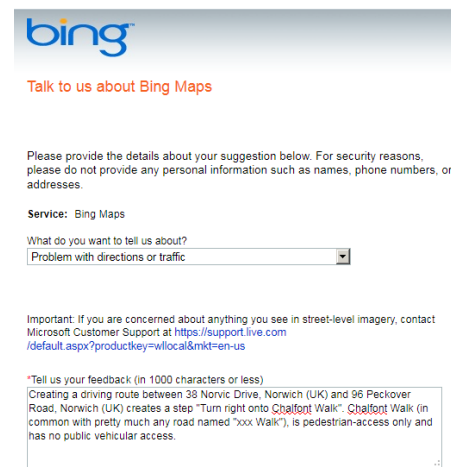 bing™
Talk to us about Bing Maps
Please provide the details about your suggestion below. For security reasons,
please do not provide any personal information such as names, phone numbers, or
addresses.
Service: Bing Maps
What do you want to tell us about?
Problem with directions or traffic
Important: If you are concerned about anything you see in street-level imagery, contact
Microsoft Customer Support at https://support.live.com
/default.aspx?productkey=wllocal&mkt=en-us
*Tell us your feedback (in 1000 characters or less)
Creating a driving route between 38 Norvic Drive, Norwich (UK) and 96 Peckover
Road, Norwich (UK) creates a step "Turn right onto Chalfont Walk". Chalfont Walk (in
common with pretty much any road named "xxx Walk"), is pedestrian-access only and
has no public vehicular access.